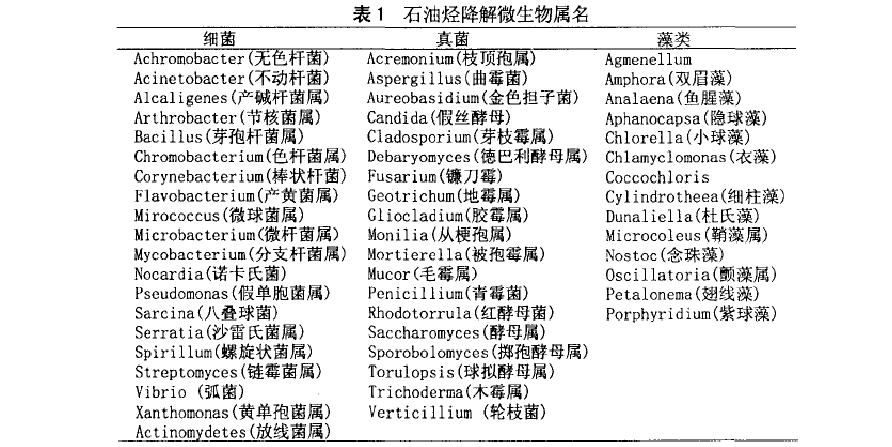 表1 石油烃降解微生物属名
细菌 真菌 藻类
Achromobacter(无色杆菌) Acremonium(枝顶孢属) Agmenellum
Acinetobacter(不动杆菌) Aspergillus(曲霉菌) Amphora(双眉藻)
Alcaligenes(产碱杆菌属) Aureobasidium(金色担子菌) Analaena(鱼腥藻)
Arthrobacter(节核菌属) Candida(假丝酵母) Aphanocapsa(隐球藻)
Bacillus(芽孢杆菌属) Cladosporium(芽枝霉属) Chlorella(小球藻)
Chromobacterium(色杆菌属) Debaryomyces(德巴利酵母属) Chlamyclomonas(衣藻)
Corynebacterium(棒状杆菌) Fusarium(镰刀霉) Coccochloris
Flavobacterium(产黄菌属) Geotrichum(地霉属) Cylindrotheea(细柱藻)
Mirococcus(微球菌属) Gliocladium(胶霉属) Dunaliella(杜氏藻)
Microbacterium(微杆菌属) Monilia(从梗孢属) Microcoleus(鞘藻属)
Mycobacterium(分支杆菌属) Mortierella(被孢霉属) Nostoc(念珠藻)
Nocardia(诺卡氏菌) Mucor(毛霉属) Oscillatoria(颤藻属)
Pseudomonas(假单胞菌属) Penicillium(青霉菌) Petalonema(翅线藻)
Sarcina(八叠球菌) Rhodotorrula(红酵母菌) Porphyridium(紫球藻)
Serratia(沙雷氏菌属) Saccharomyces(酵母属)
Spirillum(螺旋状菌属) Sporobolomyces(掷孢酵母属)
Streptomyces(链霉菌属) Torulopsis(球拟酵母属)
Vibrio (弧菌) Trichoderma(木霉属)
Xanthomonas(黄单孢菌属) Verticillium (轮枝菌)
Actinomydetes(放线菌属)